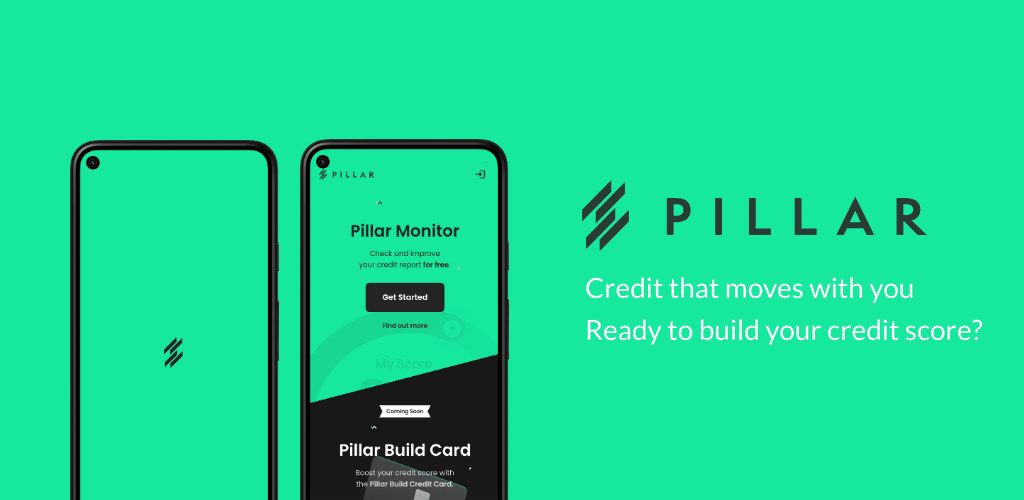 PILLAR
Pillar Monitor
Check and improve
your credit report for free.
Get Started
Find out more
My Score
Coming Soon
Pillar Build Card
Boost your credit score with
the Pillar Build Credit Card.
PILLAR
Credit that moves with you
Ready to build your credit score?